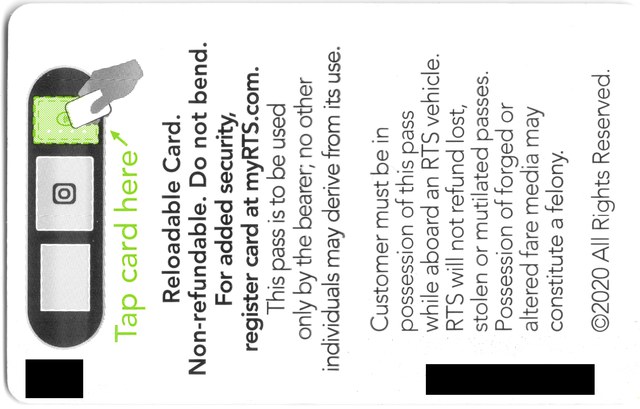 Tap card here
Reloadable Card.
Non-refundable. Do not bend.
For added security,
register card at myRTS.com.
This pass is to be used
only by the bearer; no other
individuals may derive from its use.
Customer must be in
possession of this pass
while aboard an RTS vehicle.
RTS will not refund lost,
stolen or mutilated passes.
Possession of forged or
altered fare media may
constitute a felony.
©2020 All Rights Reserved.